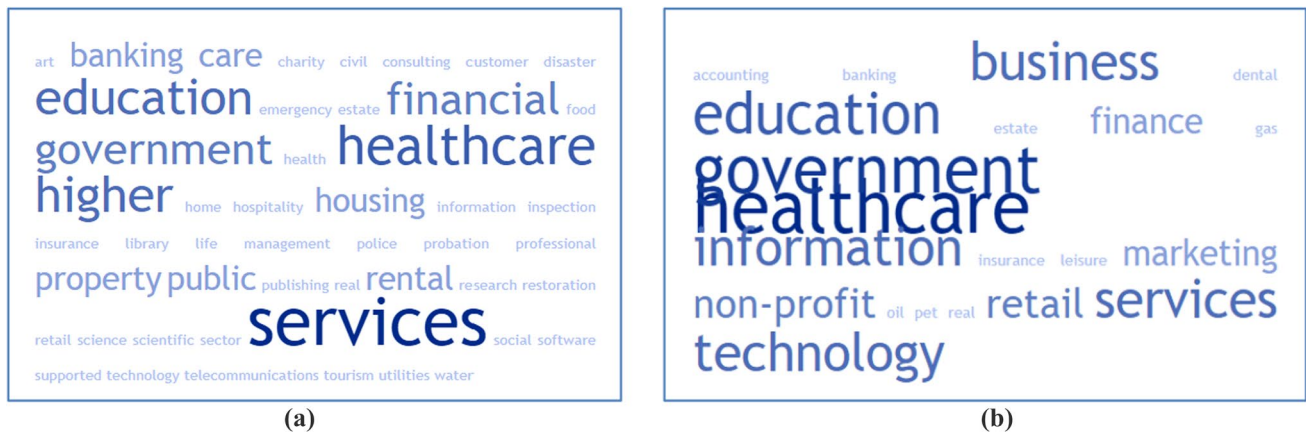 art banking care charity civil consulting customer disaster
education emergency estate financial food
government health healthcare
higher home hospitality housing information inspection
insurance library life management police probation professional
property public publishing real rental research restoration
retail science scientific sector services social software
supported technology telecommunications tourism utilities water
(a)
accounting banking business dental
education estate finance gas
government
healthcare
information insurance leisure marketing
non-profit oil pet real retail services
technology
(b)